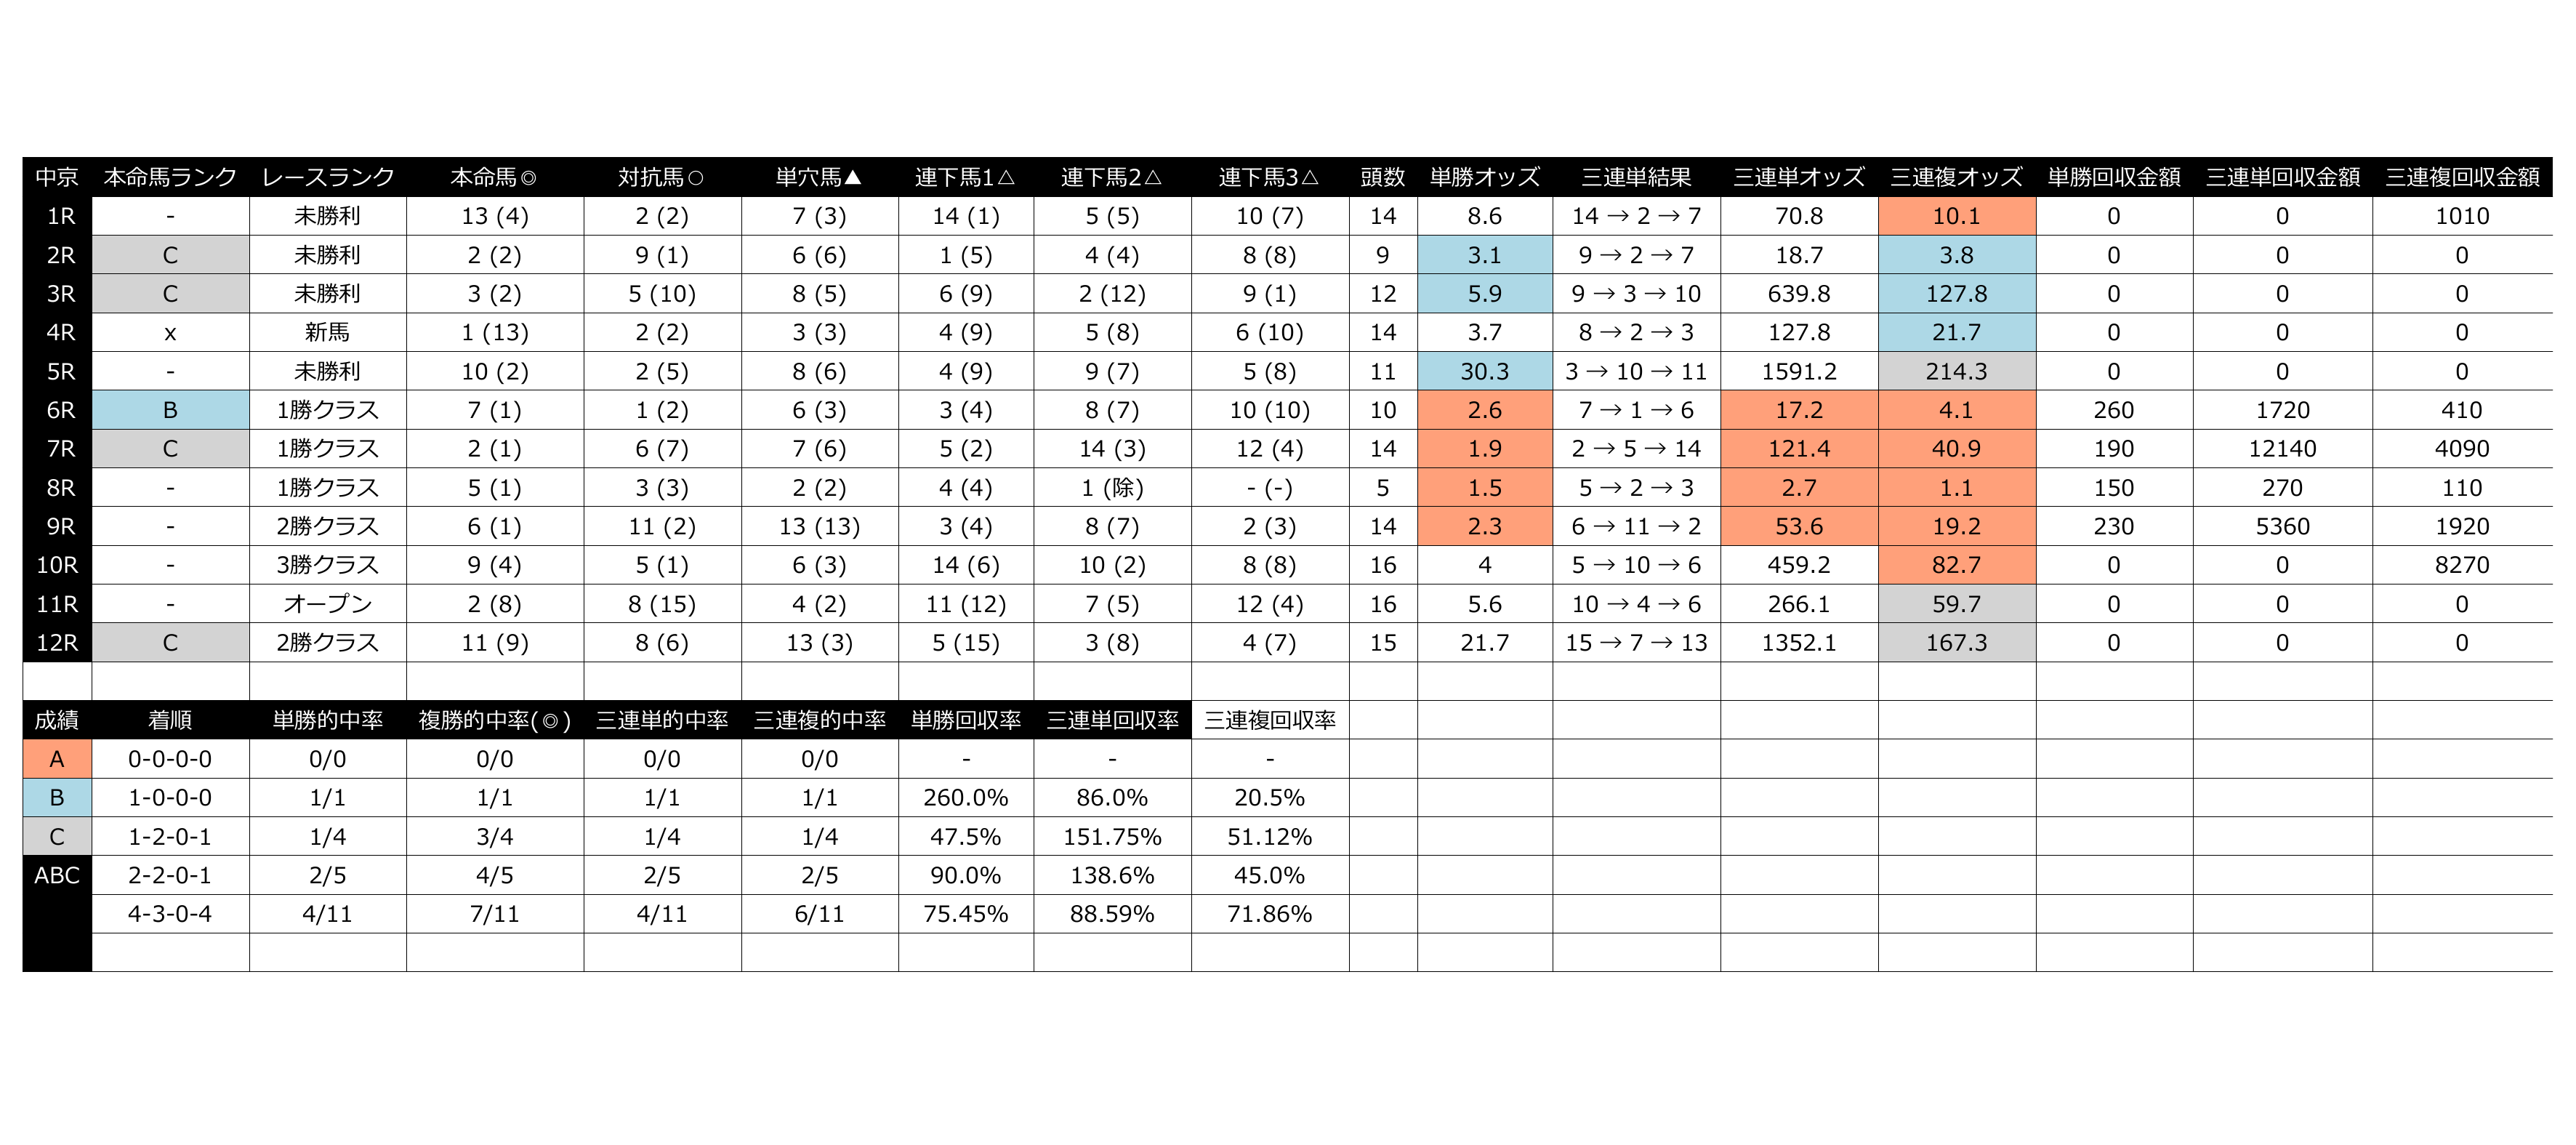 中京 本命馬ランク レースランク 本命馬◎ 対抗馬○ 単穴馬▲ 連下馬1△ 連下馬2△ 連下馬3△ 頭数 単勝オッズ 三連単結果 三連単オッズ 三連複オッズ 単勝回収金額 三連単回収金額 三連複回収金額
1R - 未勝利 13 (4) 2 (2) 7 (3) 14 (1) 5 (5) 10 (7) 14 8.6 14 → 2 → 7 70.8 10.1 0 0 1010
2R C 未勝利 2 (2) 9 (1) 6 (6) 1 (5) 4 (4) 8 (8) 9 3.1 9 → 2 → 7 18.7 3.8 0 0 0
3R C 未勝利 3 (2) 5 (10) 8 (5) 6 (9) 2 (12) 9 (1) 12 5.9 9 → 3 → 10 639.8 127.8 0 0 0
4R x 新馬 1 (13) 2 (2) 3 (3) 4 (9) 5 (8) 6 (10) 14 3.7 8 → 2 → 3 127.8 21.7 0 0 0
5R - 未勝利 10 (2) 2 (5) 8 (6) 4 (9) 9 (7) 5 (8) 11 30.3 3 → 10 → 11 1591.2 214.3 0 0 0
6R B 1勝クラス 7 (1) 1 (2) 6 (3) 3 (4) 8 (7) 10 (10) 10 2.6 7 → 1 → 6 17.2 4.1 260 1720 410
7R C 1勝クラス 2 (1) 6 (7) 7 (6) 5 (2) 14 (3) 12 (4) 14 1.9 2 → 5 → 14 121.4 40.9 190 12140 4090
8R - 1勝クラス 5 (1) 3 (3) 2 (2) 4 (4) 1 (除) - (-) 5 1.5 5 → 2 → 3 2.7 1.1 150 270 110
9R - 2勝クラス 6 (1) 11 (2) 13 (13) 3 (4) 8 (7) 2 (3) 14 2.3 6 → 11 → 2 53.6 19.2 230 5360 1920
10R - 3勝クラス 9 (4) 5 (1) 6 (3) 14 (6) 10 (2) 8 (8) 16 4 5 → 10 → 6 459.2 82.7 0 0 8270
11R - オープン 2 (8) 8 (15) 4 (2) 11 (12) 7 (5) 12 (4) 16 5.6 10 → 4 → 6 266.1 59.7 0 0 0
12R C 2勝クラス 11 (9) 8 (6) 13 (3) 5 (15) 3 (8) 4 (7) 15 21.7 15 → 7 → 13 1352.1 167.3 0 0 0
成績 着順 単勝的中率 複勝的中率(◎) 三連単的中率 三連複的中率 単勝回収率 三連単回収率 三連複回収率
A 0-0-0-0 0/0 0/0 0/0 0/0 - - -
B 1-0-0-0 1/1 1/1 1/1 1/1 260.0% 86.0% 20.5%
C 1-2-0-1 1/4 3/4 1/4 1/4 47.5% 151.75% 51.12%
ABC 2-2-0-1 2/5 4/5 2/5 2/5 90.0% 138.6% 45.0%
4-3-0-4 4/11 7/11 4/11 6/11 75.45% 88.59% 71.86%